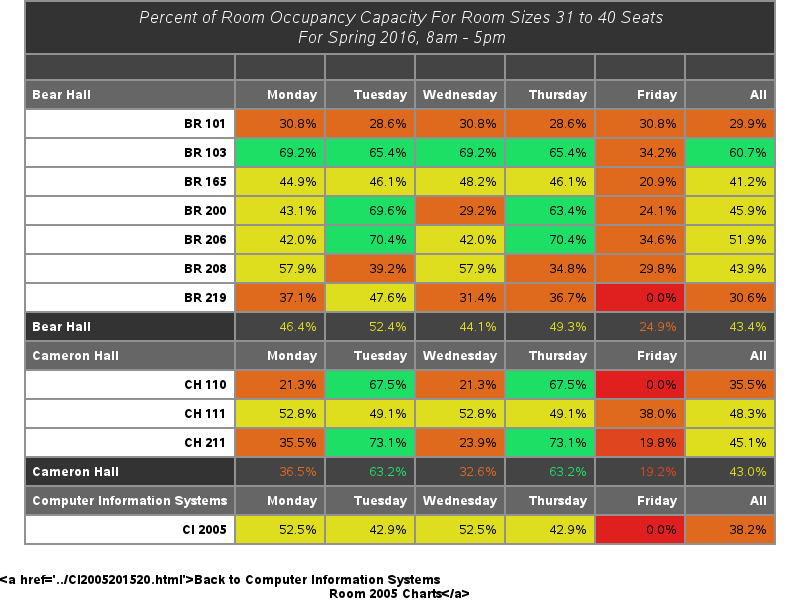 Percent of Room Occupancy Capacity For Room Sizes 31 to 40 Seats
For Spring 2016, 8am - 5pm
Bear Hall Monday Tuesday Wednesday Thursday Friday All
BR 101 30.8% 28.6% 30.8% 28.6% 30.8% 29.9%
BR 103 69.2% 65.4% 69.2% 65.4% 34.2% 60.7%
BR 165 44.9% 46.1% 48.2% 46.1% 20.9% 41.2%
BR 200 43.1% 69.6% 29.2% 63.4% 24.1% 45.9%
BR 206 42.0% 70.4% 42.0% 70.4% 34.6% 51.9%
BR 208 57.9% 39.2% 57.9% 34.8% 29.8% 43.9%
BR 219 37.1% 47.6% 31.4% 36.7% 0.0% 30.6%
Bear Hall 46.4% 52.4% 44.1% 49.3% 24.9% 43.4%
Cameron Hall Monday Tuesday Wednesday Thursday Friday All
CH 110 21.3% 67.5% 21.3% 67.5% 0.0% 35.5%
CH 111 52.8% 49.1% 52.8% 49.1% 38.0% 48.3%
CH 211 35.5% 73.1% 23.9% 73.1% 19.8% 45.1%
Cameron Hall 36.5% 63.2% 32.6% 63.2% 19.2% 43.0%
Computer Information Systems Monday Tuesday Wednesday Thursday Friday All
CI 2005 52.5% 42.9% 52.5% 42.9% 0.0% 38.2%
<a href='../CI2005201520.html'>Back to Computer Information Systems
Room 2005 Charts</a>